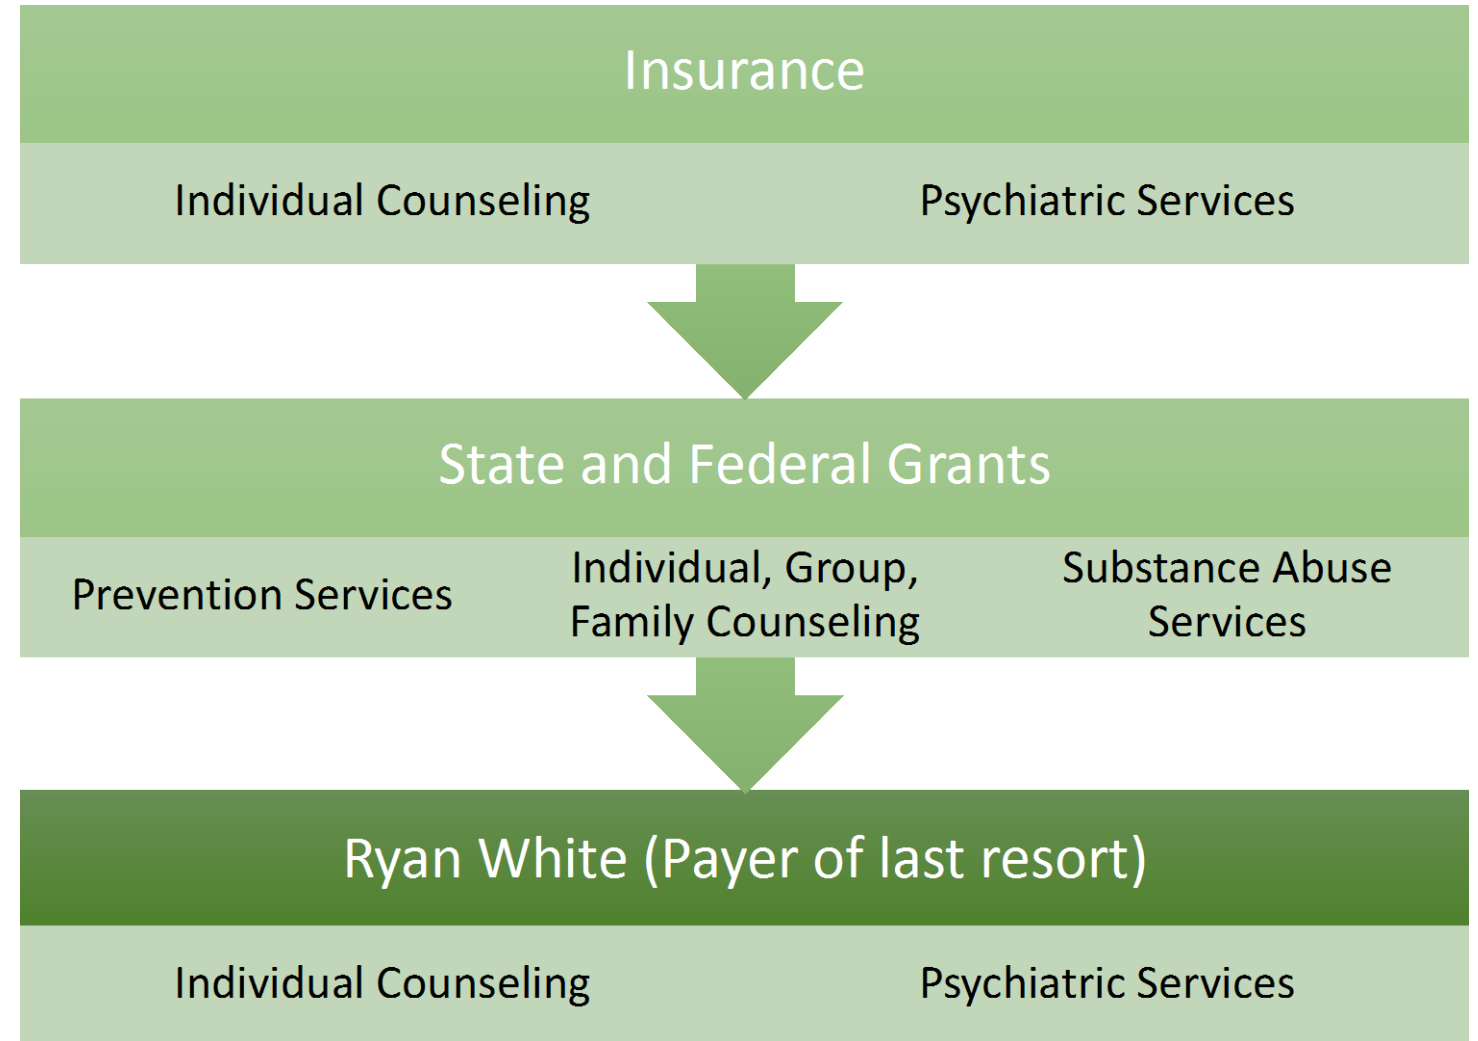 Insurance
Individual Counseling
Psychiatric Services
State and Federal Grants
Prevention Services
Individual, Group,
Family Counseling
Substance Abuse
Services
Ryan White (Payer of last resort)
Individual Counseling
Psychiatric Services